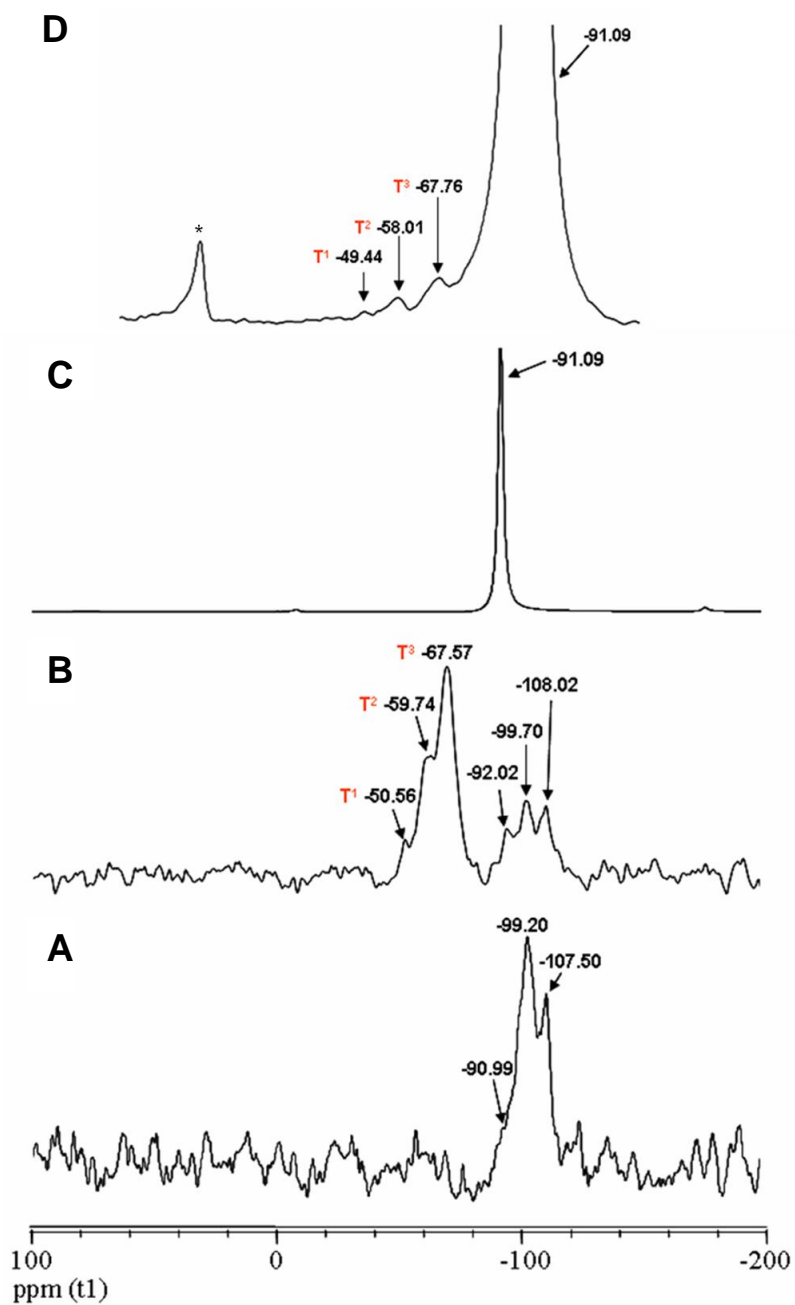 D
-91.09
T³ -67.76
*
T² -58.01
T¹ -49.44
C
-91.09
B
T³ -67.57
-108.02
T² -59.74
-99.70
-92.02
T¹ -50.56
A
-99.20
-107.50
-90.99
100 0 -100 -200
ppm (t1)